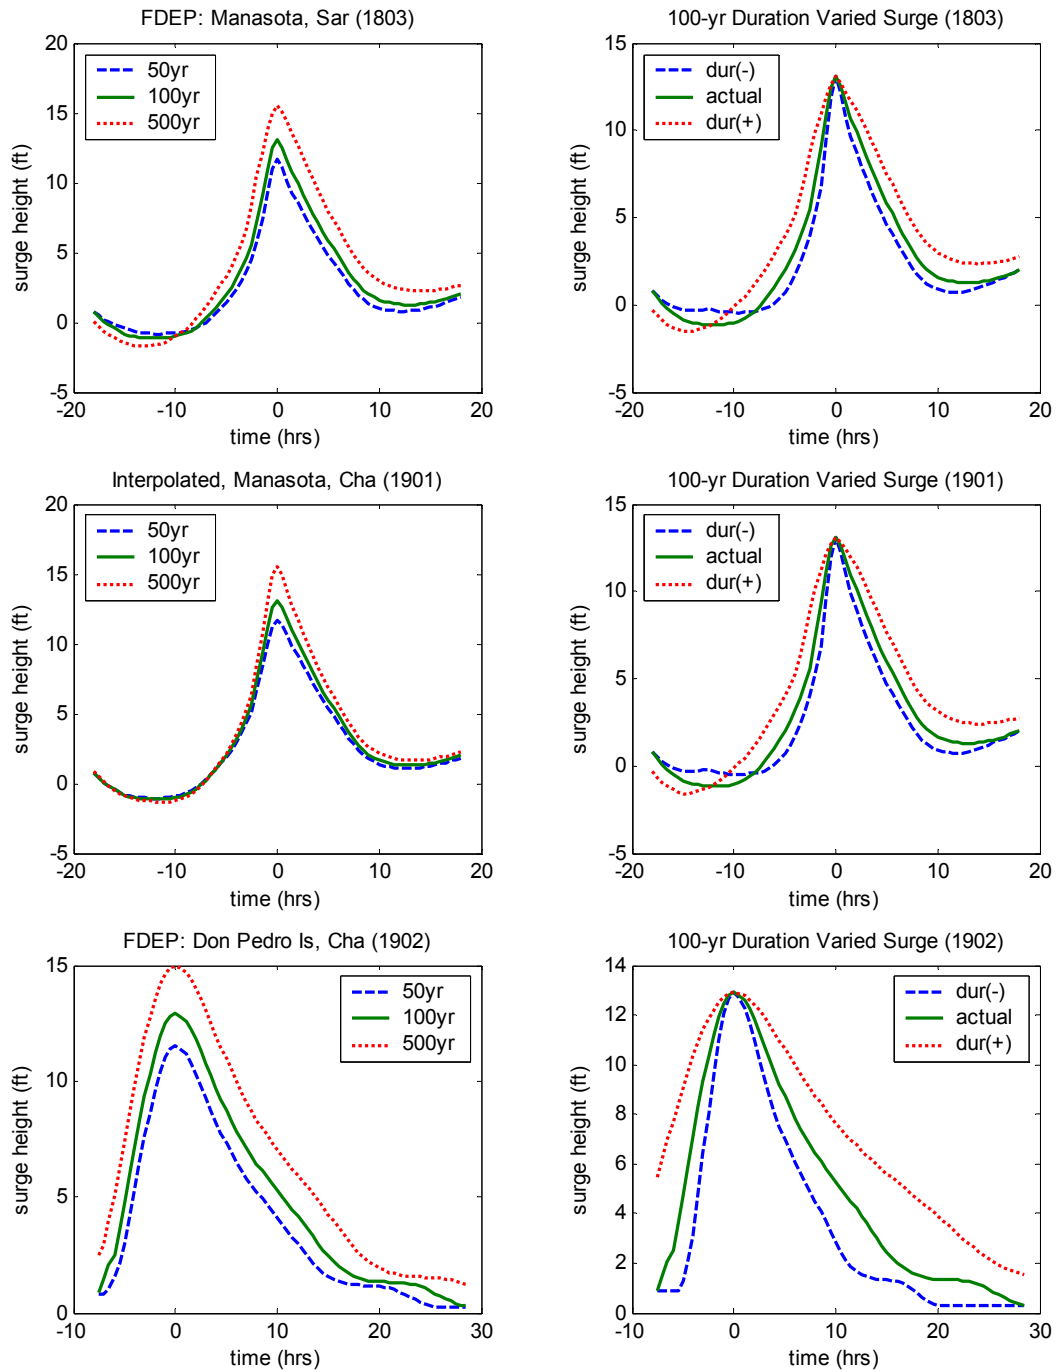 FDEP: Manasota, Sar (1803)
20
15
10
5
0
-5
-20
-10
0
10
20
surge height (ft)
time (hrs)
50yr
100yr
500yr
100-yr Duration Varied Surge (1803)
15
10
5
0
-5
-20
-10
0
10
20
surge height (ft)
time (hrs)
dur(-)
actual
dur(+)
Interpolated, Manasota, Cha (1901)
20
15
10
5
0
-5
-20
-10
0
10
20
surge height (ft)
time (hrs)
50yr
100yr
500yr
100-yr Duration Varied Surge (1901)
15
10
5
0
-5
-20
-10
0
10
20
surge height (ft)
time (hrs)
dur(-)
actual
dur(+)
FDEP: Don Pedro Is, Cha (1902)
15
10
5
0
-10
0
10
20
30
surge height (ft)
time (hrs)
50yr
100yr
500yr
100-yr Duration Varied Surge (1902)
14
12
10
8
6
4
2
0
-10
0
10
20
30
surge height (ft)
time (hrs)
dur(-)
actual
dur(+)